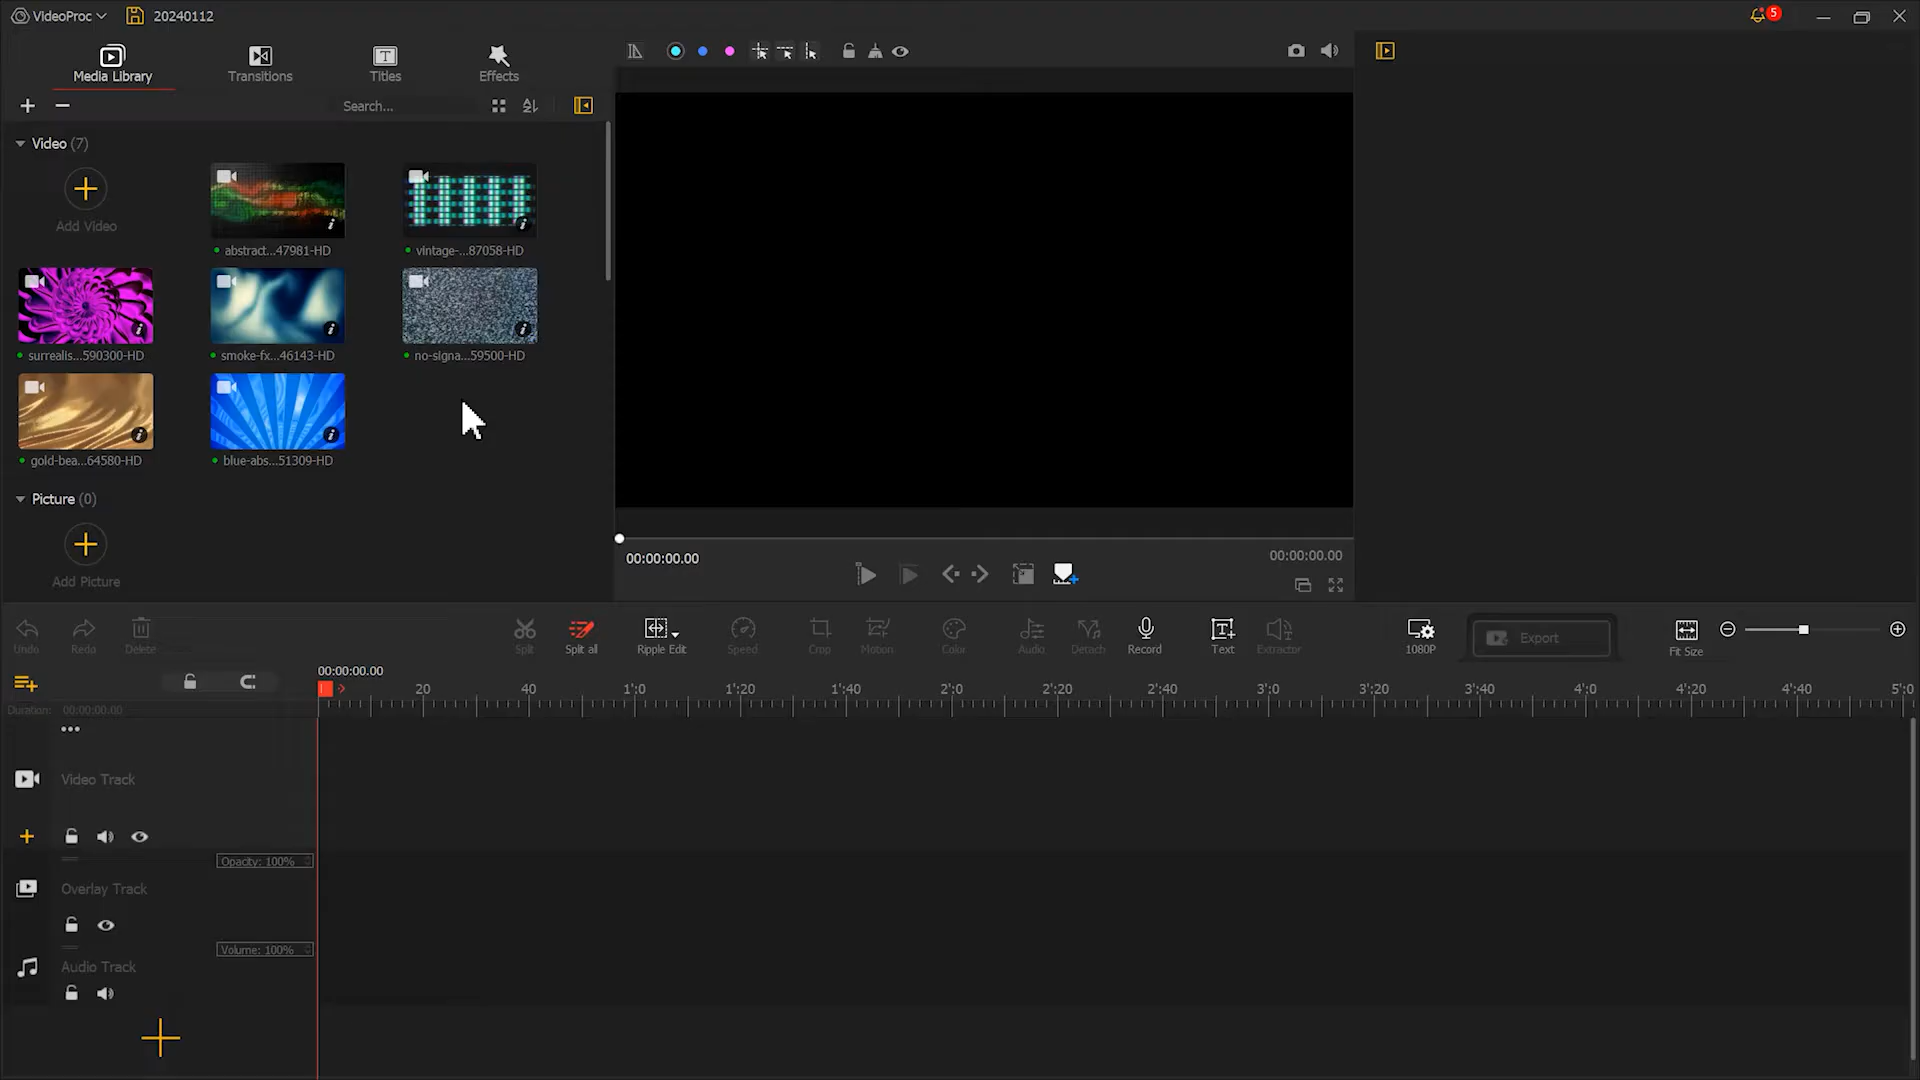 VideoProc
20240112
5
Media Library
Transitions
Titles
Effects
Search...
Video (7)
Add Video
abstract...47981-HD
vintage-...87058-HD
surrealis...590300-HD
smoke-fx...46143-HD
no-signa...59500-HD
gold-bea...64580-HD
blue-abs...51309-HD
Picture (0)
Add Picture
00:00:00.00
00:00:00.00
Undo
Redo
Delete
Split
Split all
Ripple Edit
Speed
Crop
Motion
Color
Audio
Detach
Record
Text
Extractor
1080P
Export
Fit Size
00:00:00.00
20
40
1':0
1':20
1':40
2':0
2':20
2':40
3':0
3':20
3':40
4':0
4':20
4':40
5':0
Duration: 00:00:00.00
Video Track
Opacity: 100%
Overlay Track
Volume: 100%
Audio Track